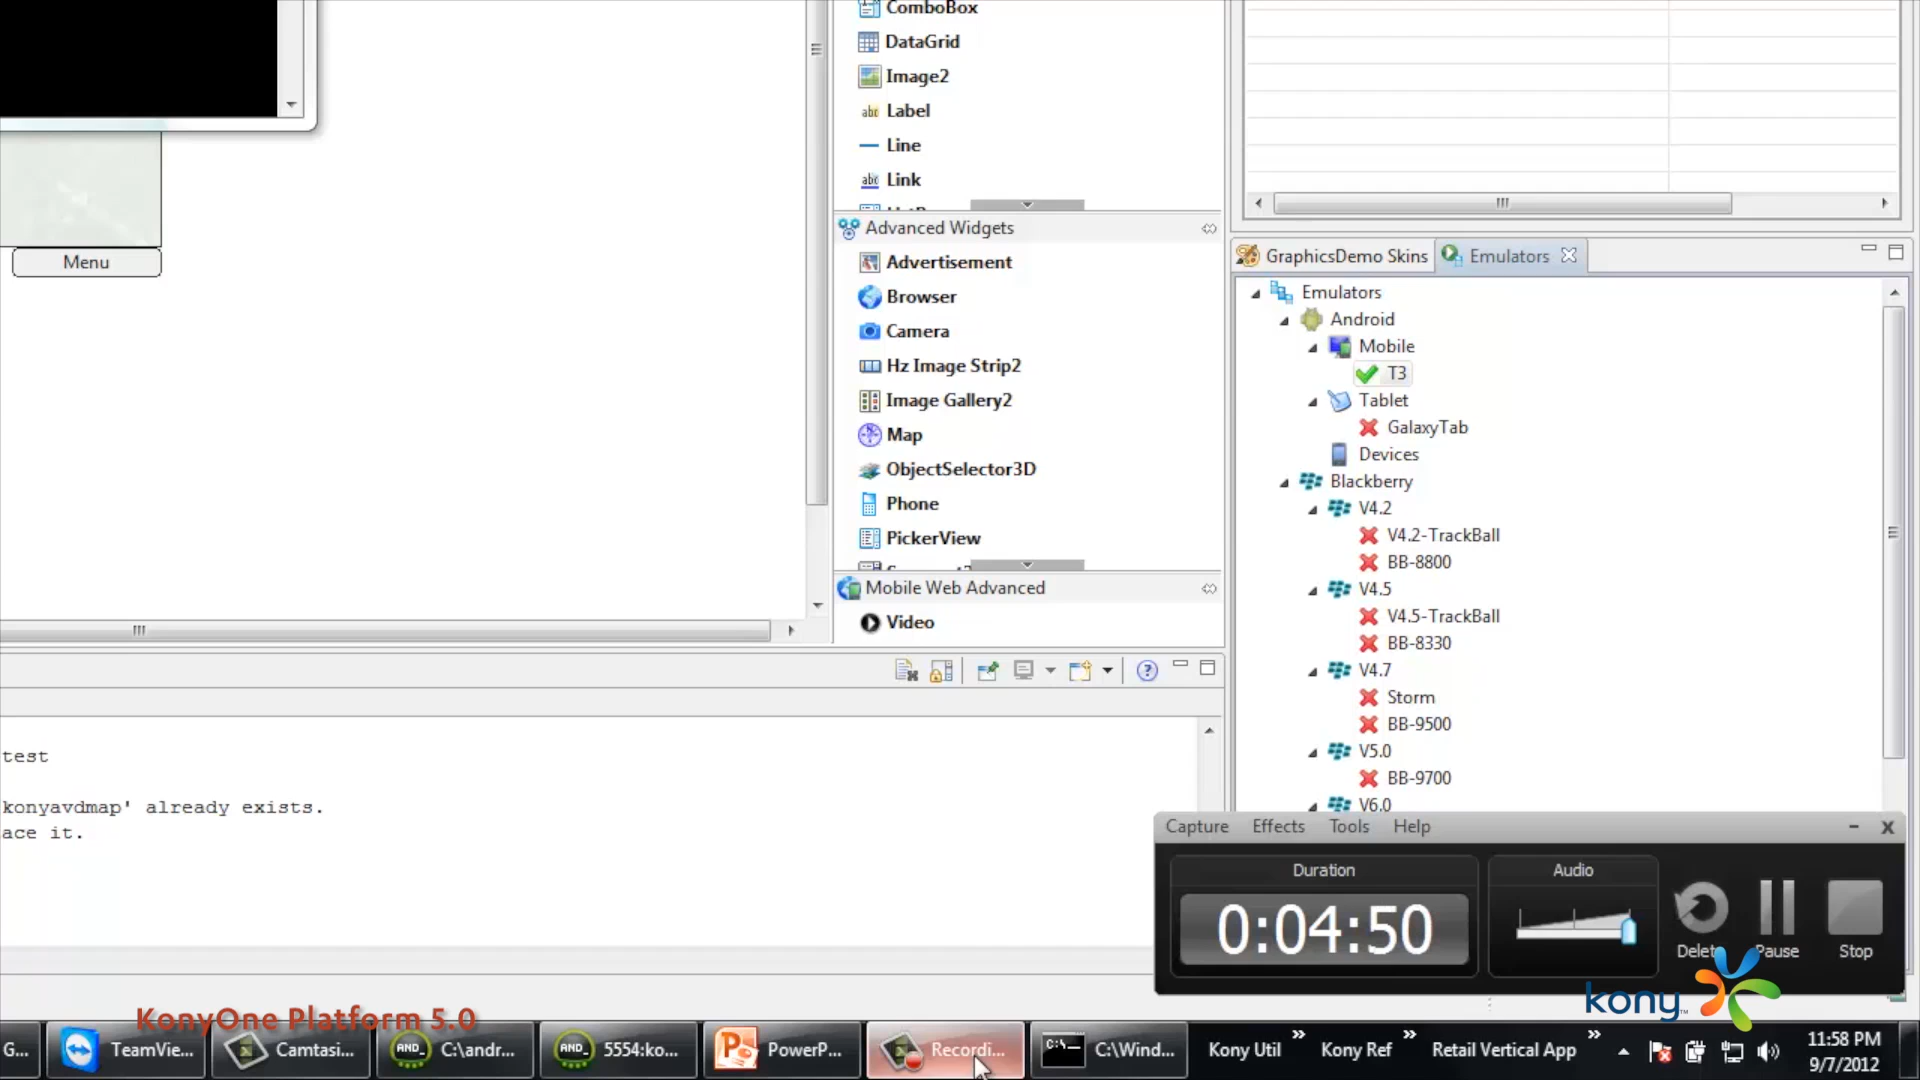 ComboBox
DataGrid
Image2
Label
Line
Link
Advanced Widgets
Advertisement
Browser
Camera
Hz Image Strip2
Image Gallery2
Map
ObjectSelector3D
Phone
PickerView
Mobile Web Advanced
Video
Menu
GraphicsDemo Skins
Emulators
Emulators
Android
Mobile
T3
Tablet
GalaxyTab
Devices
Blackberry
V4.2
V4.2-TrackBall
BB-8800
V4.5
V4.5-TrackBall
BB-8330
V4.7
Storm
BB-9500
V5.0
BB-9700
V6.0
test
konyavdmap' already exists.
ace it.
Capture Effects Tools Help
Duration
0:04:50
Audio
Delete
Pause
Stop
kony
KonyOne Platform 5.0
G...
TeamVie...
Camtasi...
C:\andr...
5554:ko...
PowerP...
Recordi...
C:\Wind...
Kony Util
Kony Ref
Retail Vertical App
11:58 PM
9/7/2012